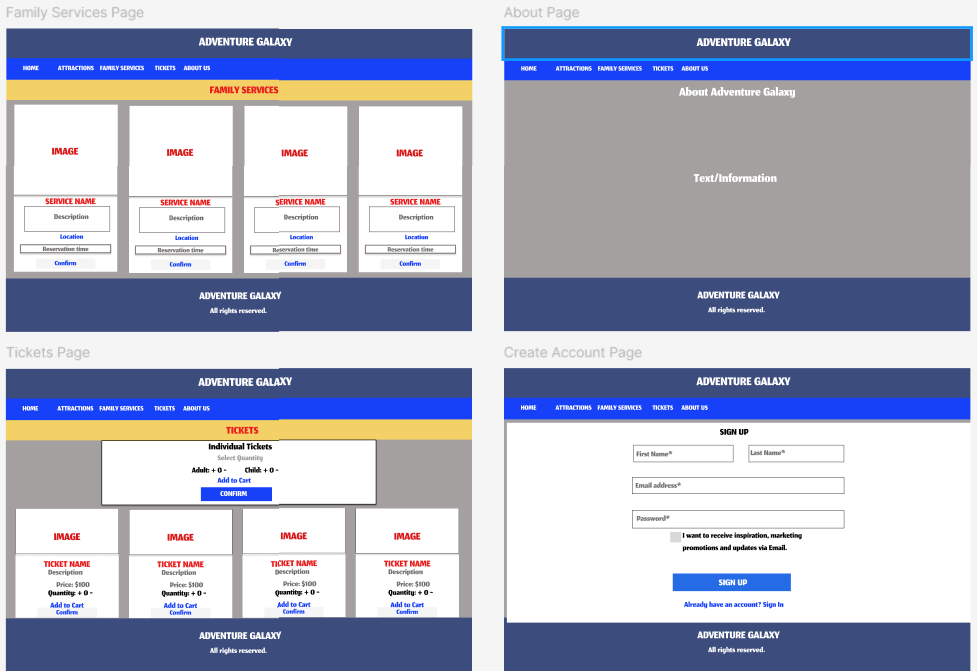 Family Services Page
ADVENTURE GALAXY
HOME ATTRACTIONS FAMILY SERVICES TICKETS ABOUT US
FAMILY SERVICES
IMAGE IMAGE IMAGE IMAGE
SERVICE NAME SERVICE NAME SERVICE NAME SERVICE NAME
Description Description Description Description
Location Location Location Location
Reservation time Reservation time Reservation time Reservation time
Confirm Confirm Confirm Confirm
ADVENTURE GALAXY
All rights reserved.
About Page
ADVENTURE GALAXY
HOME ATTRACTIONS FAMILY SERVICES TICKETS ABOUT US
About Adventure Galaxy
Text/Information
ADVENTURE GALAXY
All rights reserved.
Tickets Page
ADVENTURE GALAXY
HOME ATTRACTIONS FAMILY SERVICES TICKETS ABOUT US
TICKETS
Individual Tickets
Select Quantity
Adult: + 0 - Child: + 0 -
Add to Cart
CONFIRM
IMAGE IMAGE IMAGE IMAGE
TICKET NAME TICKET NAME TICKET NAME TICKET NAME
Description Description Description Description
Price: $100 Price: $100 Price: $100 Price: $100
Quantity: + 0 - Quantity: + 0 - Quantity: + 0 - Quantity: + 0 -
Add to Cart Add to Cart Add to Cart Add to Cart
Confirm Confirm Confirm Confirm
ADVENTURE GALAXY
All rights reserved.
Create Account Page
ADVENTURE GALAXY
HOME ATTRACTIONS FAMILY SERVICES TICKETS ABOUT US
SIGN UP
First Name* Last Name*
Email address*
Password*
I want to receive inspiration, marketing
promotions and updates via Email.
SIGN UP
Already have an account? Sign In
ADVENTURE GALAXY
All rights reserved.